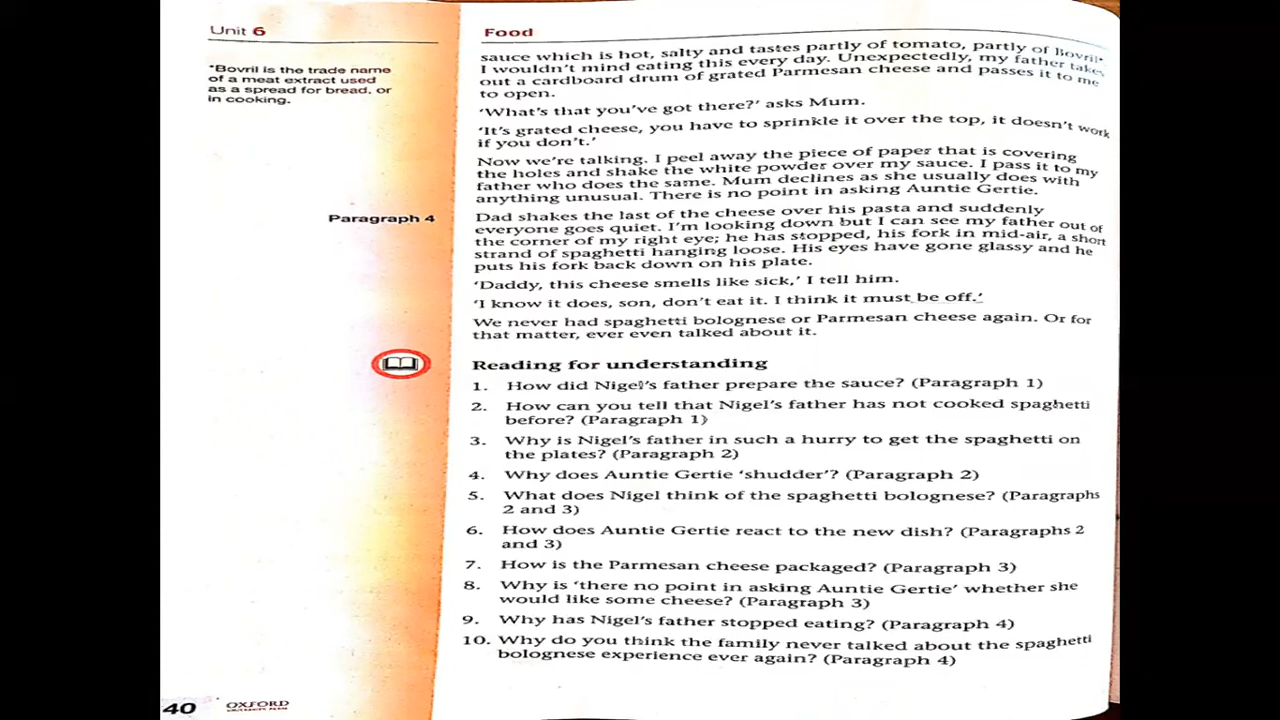 Unit 6
Food
*Bovril is the trade name
of a meat extract used
as a spread for bread, or
in cooking.
sauce which is hot, salty and tastes partly of tomato, partly of Bovril*.
I wouldn't mind eating this every day. Unexpectedly, my father takes
out a cardboard drum of grated Parmesan cheese and passes it to me
to open.
'What's that you've got there?' asks Mum.
'It's grated cheese, you have to sprinkle it over the top, it doesn't work
if you don't.'
Now we're talking. I peel away the piece of paper that is covering
the holes and shake the white powder over my sauce. I pass it to my
father who does the same. Mum declines as she usually does with
anything unusual. There is no point in asking Auntie Gertie.
Paragraph 4
Dad shakes the last of the cheese over his pasta and suddenly
everyone goes quiet. I'm looking down but I can see my father out of
the corner of my right eye; he has stopped, his fork in mid-air, a short
strand of spaghetti hanging loose. His eyes have gone glassy and he
puts his fork back down on his plate.
'Daddy, this cheese smells like sick,' I tell him.
'I know it does, son, don't eat it. I think it must be off.'
We never had spaghetti bolognese or Parmesan cheese again. Or for
that matter, ever even talked about it.
Reading for understanding
1. How did Nigel's father prepare the sauce? (Paragraph 1)
2. How can you tell that Nigel's father has not cooked spaghetti
before? (Paragraph 1)
3. Why is Nigel's father in such a hurry to get the spaghetti on
the plates? (Paragraph 2)
4. Why does Auntie Gertie 'shudder'? (Paragraph 2)
5. What does Nigel think of the spaghetti bolognese? (Paragraphs
2 and 3)
6. How does Auntie Gertie react to the new dish? (Paragraphs 2
and 3)
7. How is the Parmesan cheese packaged? (Paragraph 3)
8. Why is 'there no point in asking Auntie Gertie' whether she
would like some cheese? (Paragraph 3)
9. Why has Nigel's father stopped eating? (Paragraph 4)
10. Why do you think the family never talked about the spaghetti
bolognese experience ever again? (Paragraph 4)
40
OXFORD